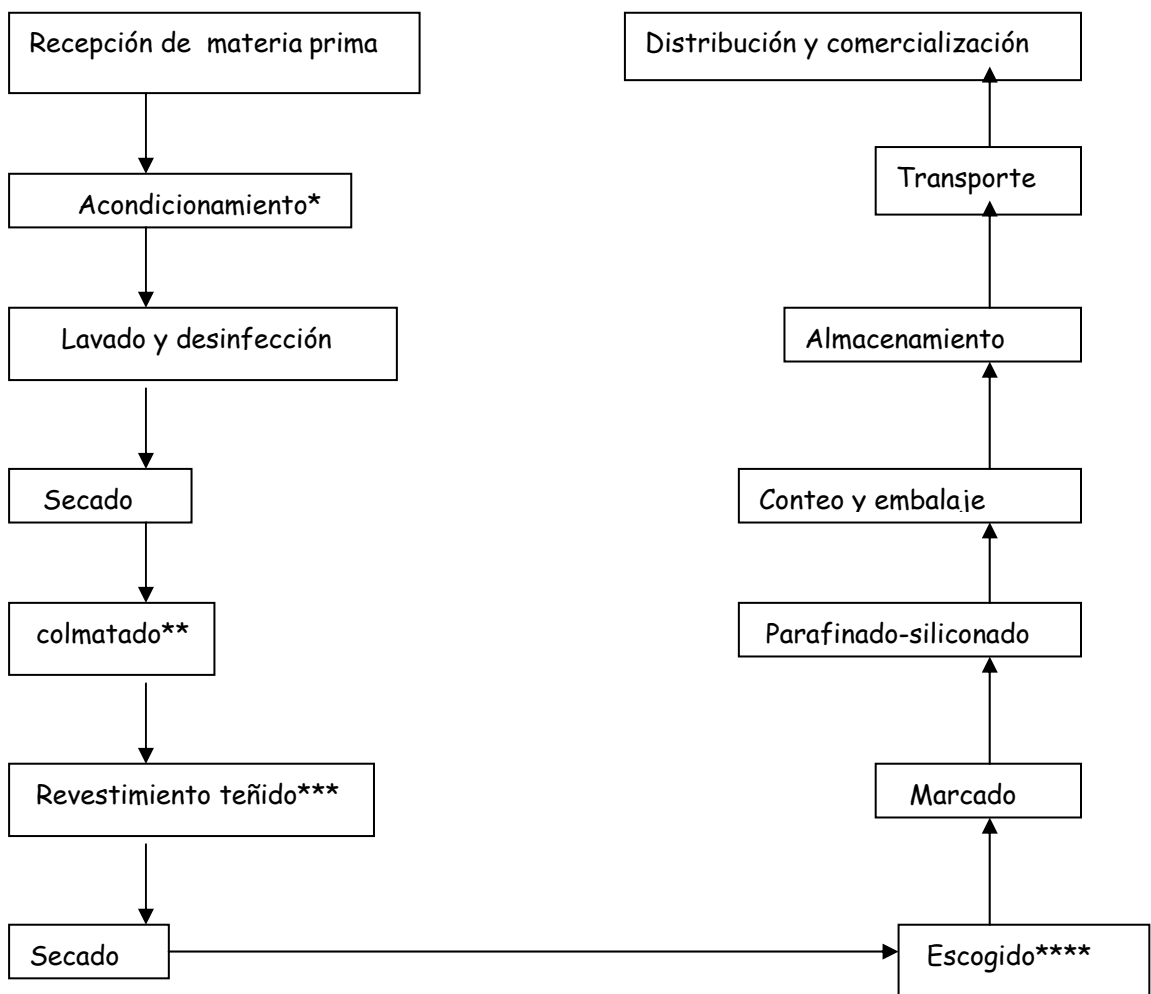 Recepción de materia prima
Acondicionamiento*
Lavado y desinfección
Secado
colmatado**
Revestimiento teñido***
Secado
Escogido****
Marcado
Parafinado-siliconado
Conteo y embalaje
Almacenamiento
Transporte
Distribución y comercialización